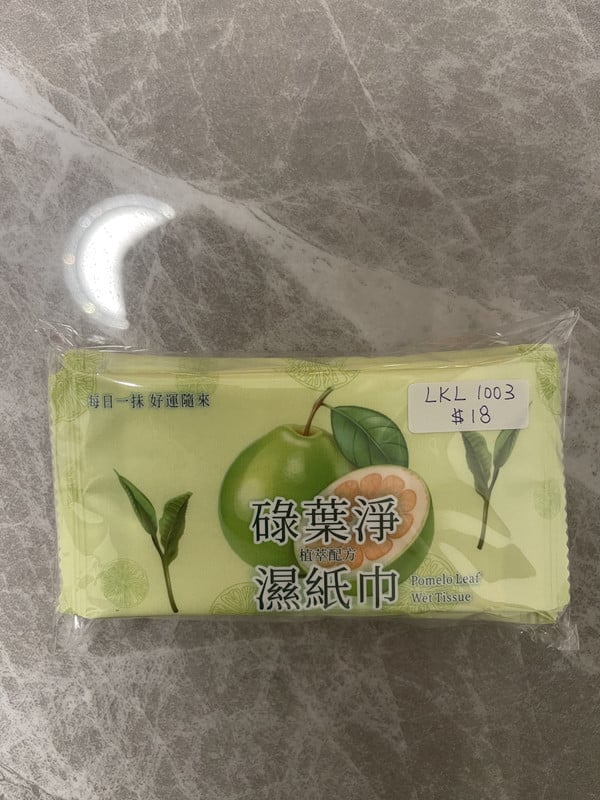 每日一抹 好運隨來
LKL 1003
$18
碌葉淨
植萃配方
濕紙巾
Pomelo Leaf
Wet Tissue